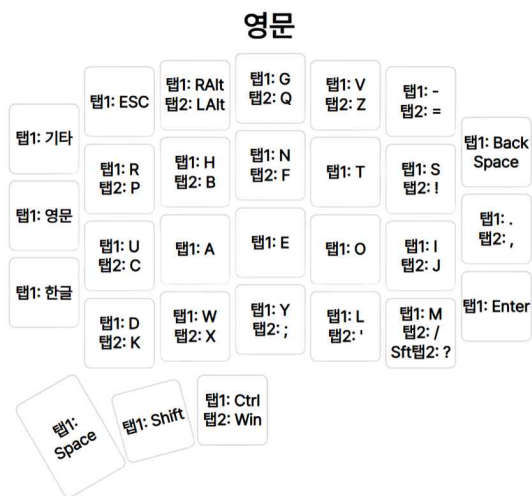 영문
탭1: ESC
탭1: RAlt
탭2: LAlt
탭1: G
탭2: Q
탭1: V
탭2: Z
탭1: -
탭2: =
탭1: 기타
탭1: Back
Space
탭1: R
탭2: P
탭1: H
탭2: B
탭1: N
탭2: F
탭1: T
탭1: S
탭2: !
탭1: 영문
탭1: .
탭2: ,
탭1: U
탭2: C
탭1: A
탭1: E
탭1: O
탭1: I
탭2: J
탭1: 한글
탭1: Enter
탭1: D
탭2: K
탭1: W
탭2: X
탭1: Y
탭2: ;
탭1: L
탭2: '
탭1: M
탭2: /
Sft탭2: ?
탭1:
Space
탭1: Shift
탭1: Ctrl
탭2: Win